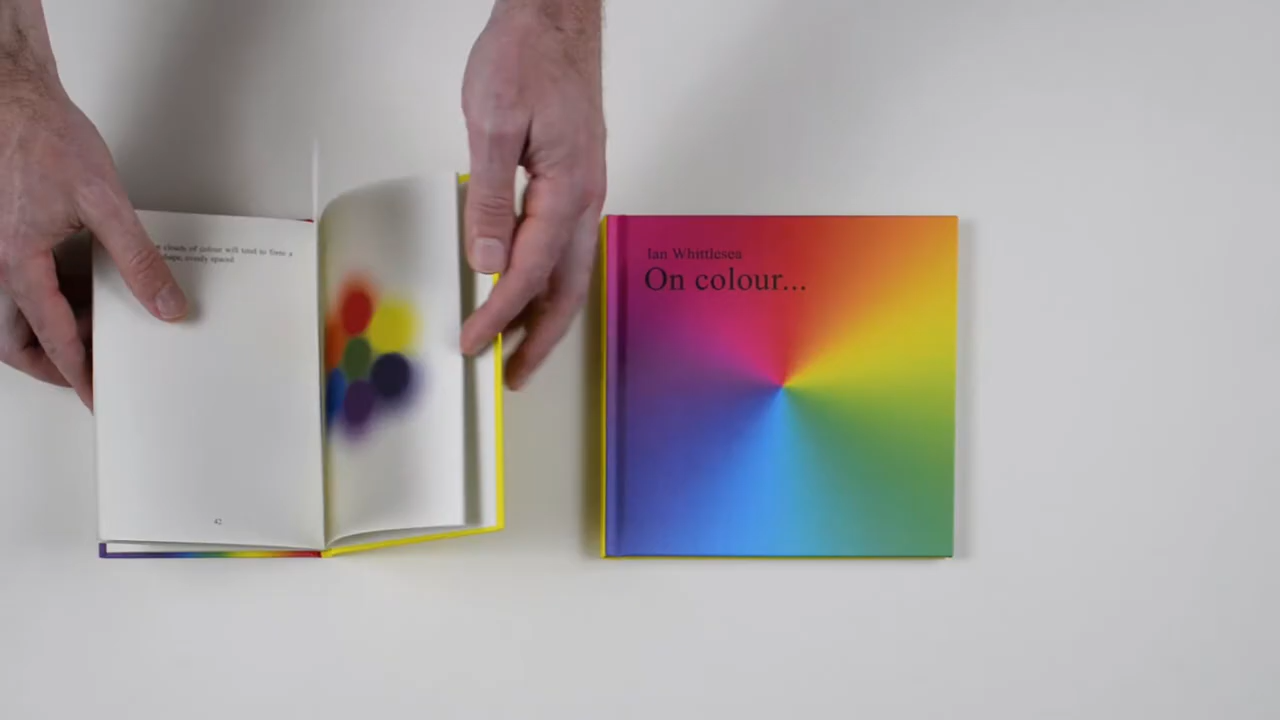 clouds of colour will tend to form a
shape, evenly spaced
42
Ian Whittlesea
On colour...